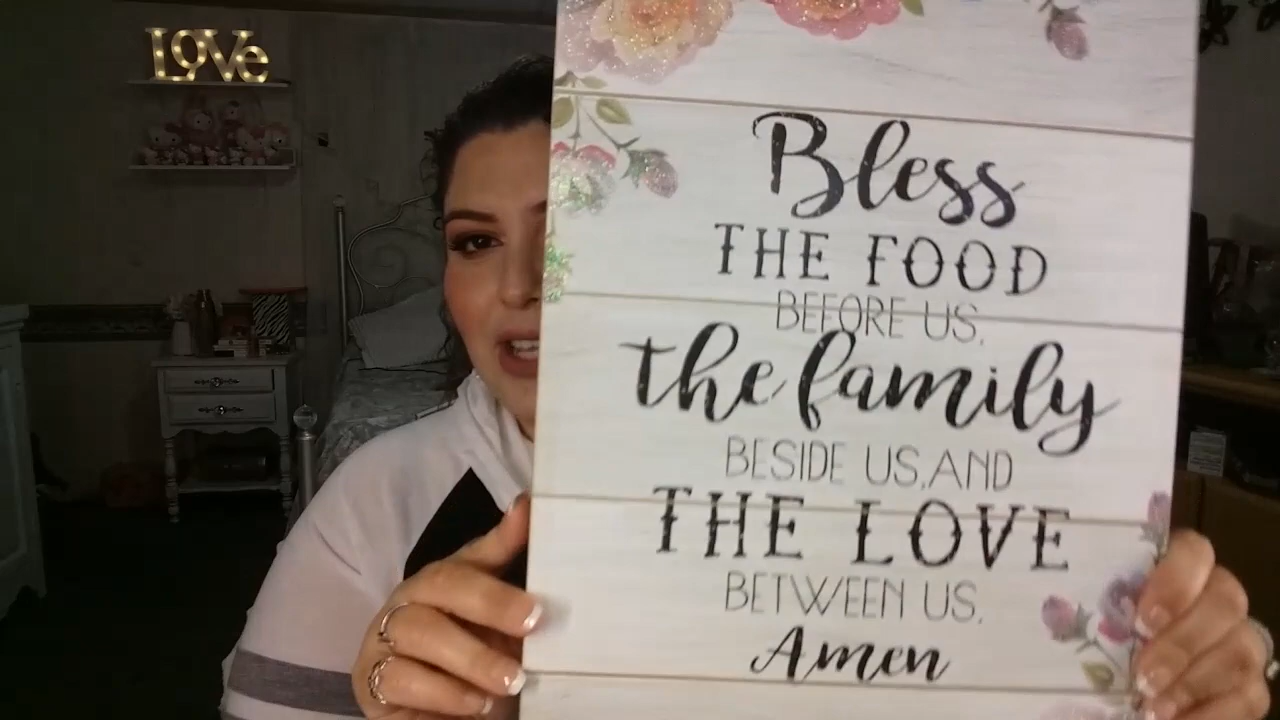 LOVe
Bless
THE FOOD
BEFORE US,
the family
BESIDE US, AND
THE LOVE
BETWEEN US,
Amen